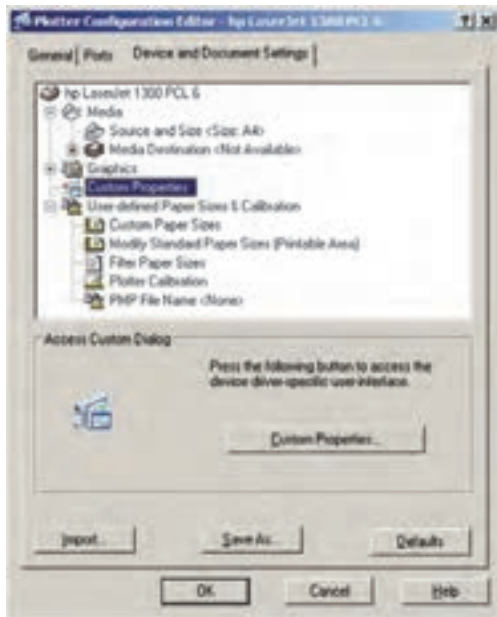 Plotter Configuration Editor - hp LaserJet 1300 PCL 6
General
Ports
Device and Document Settings
hp LaserJet 1300 PCL 6
Media
Source and Size <Size: A4>
Media Destination <Not Available>
Graphics
Custom Properties
User-defined Paper Sizes & Calibration
Custom Paper Sizes
Modify Standard Paper Sizes (Printable Area)
Filter Paper Sizes
Plotter Calibration
PMP File Name <None>
Access Custom Dialog
Press the following button to access the
device driver-specific user-interface.
Custom Properties...
Import...
Save As...
Defaults
OK
Cancel
Help